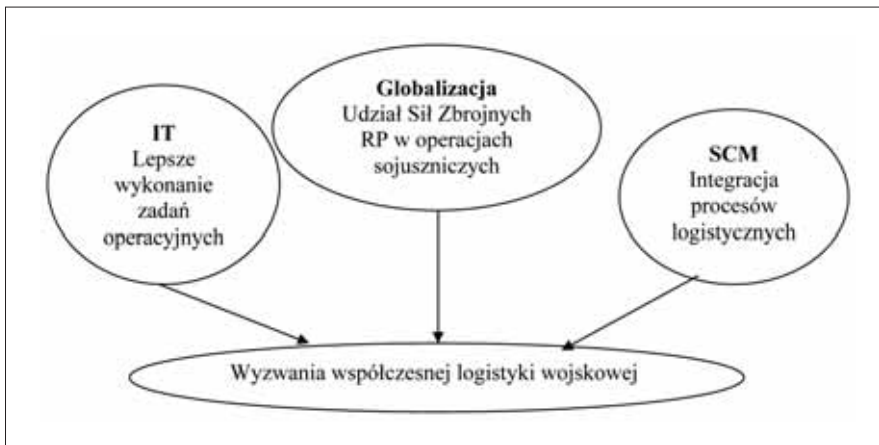 IT
Lepsze
wykonanie
zadań
operacyjnych
Globalizacja
Udział Sił Zbrojnych
RP w operacjach
sojuszniczych
SCM
Integracja
procesów
logistycznych
Wyzwania współczesnej logistyki wojskowej